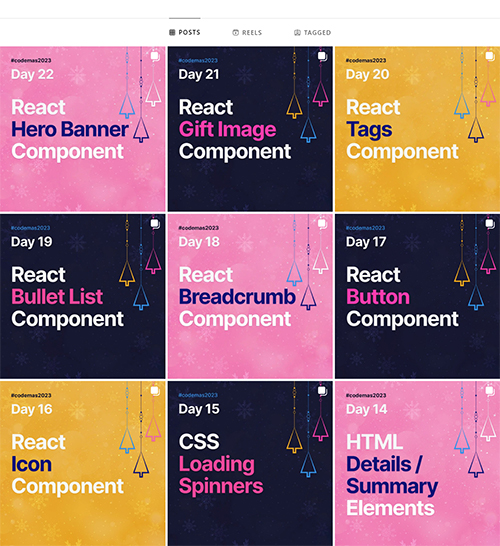 POSTS
REELS
TAGGED
#codemas2023
Day 22
React
Hero Banner
Component
#codemas2023
Day 21
React
Gift Image
Component
#codemas2023
Day 20
React
Tags
Component
#codemas2023
Day 19
React
Bullet List
Component
#codemas2023
Day 18
React
Breadcrumb
Component
#codemas2023
Day 17
React
Button
Component
#codemas2023
Day 16
React
Icon
Component
#codemas2023
Day 15
CSS
Loading
Spinners
#codemas2023
Day 14
HTML
Details /
Summary
Elements